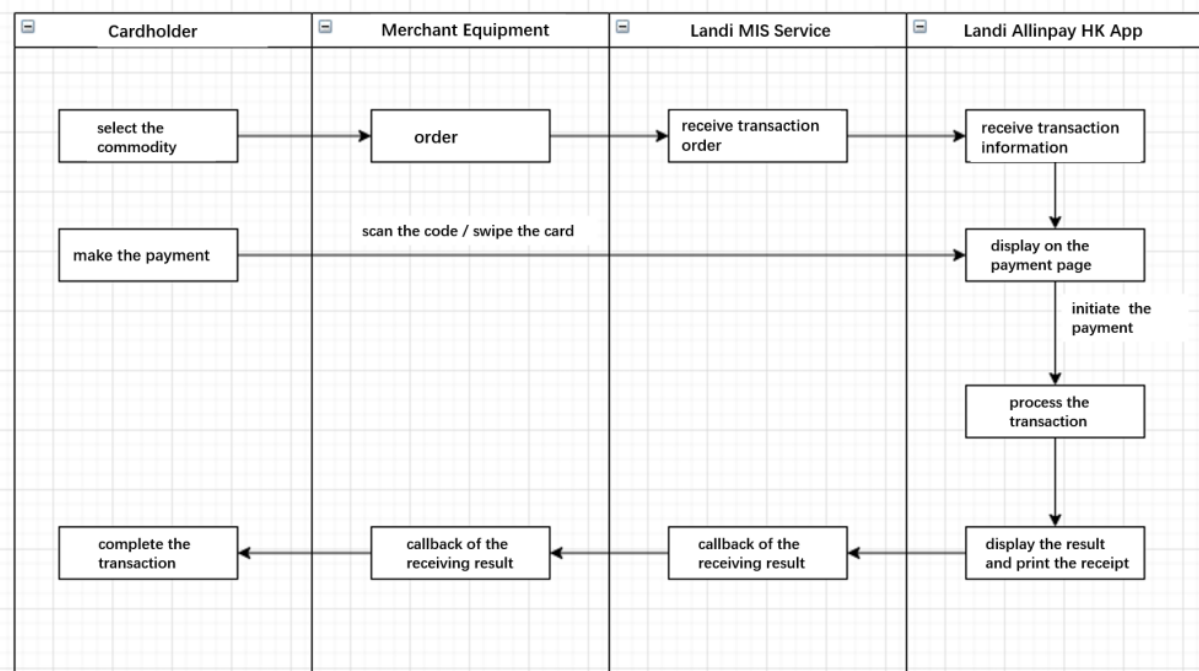 Cardholder
Merchant Equipment
Landi MIS Service
Landi Allinpay HK App
select the
commodity
order
receive transaction
order
receive transaction
information
make the payment
scan the code / swipe the card
display on the
payment page
initiate the
payment
process the
transaction
complete the
transaction
callback of the
receiving result
callback of the
receiving result
display the result
and print the receipt